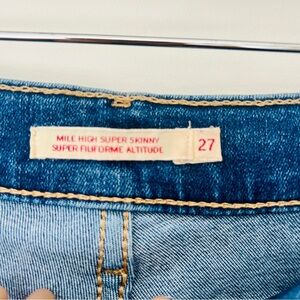 MILE HIGH SUPER SKINNY
SUPER FILIFORME ALTITUDE
27